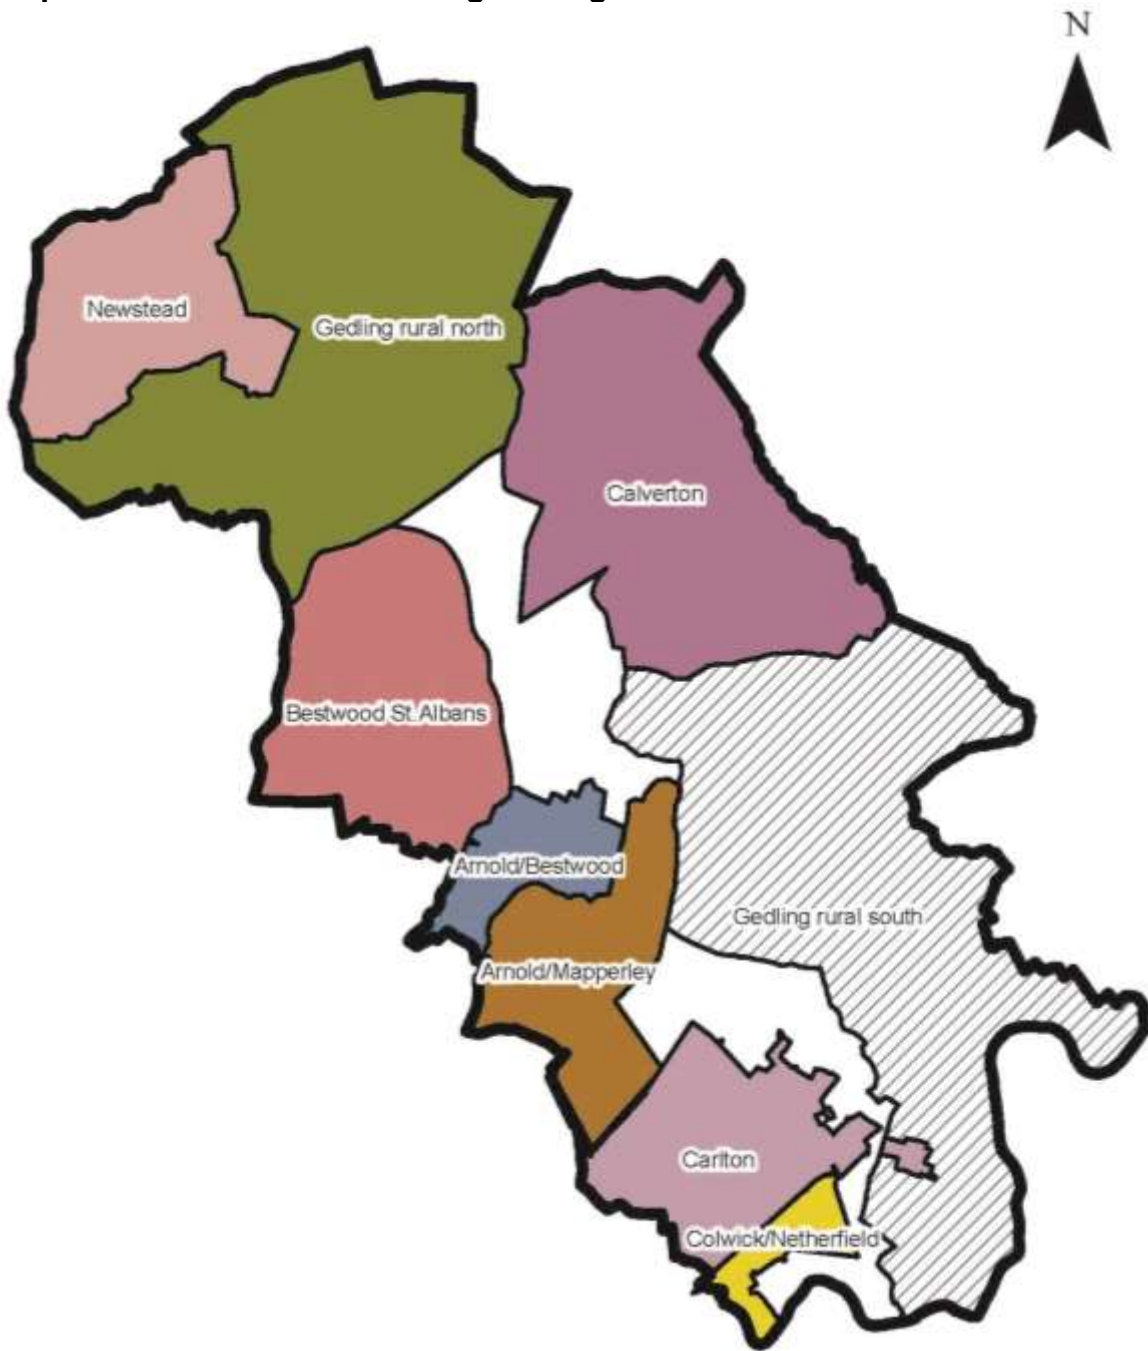 N
Newstead
Gedling rural north
Calverton
Bestwood St. Albans
Arnold/Bestwood
Gedling rural south
Arnold/Mapperley
Carlton
Colwick/Netherfield